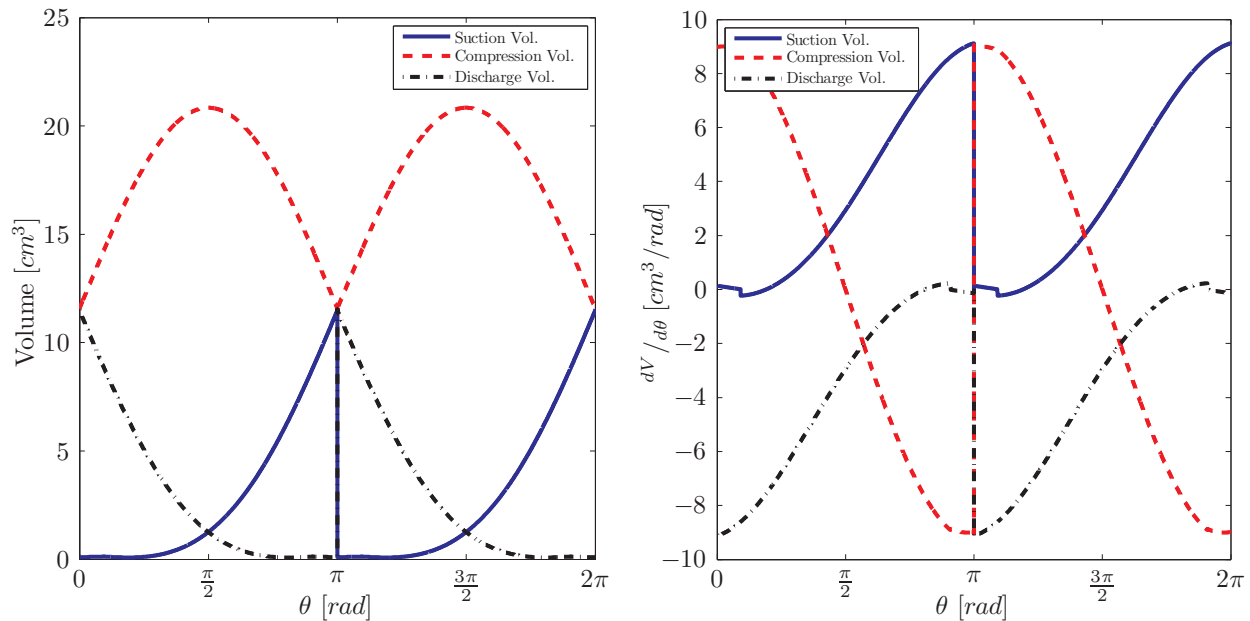 25
20
15
10
5
0
Volume [cm³]
Suction Vol.
Compression Vol.
Discharge Vol.
0
π/2
π
3π/2
2π
θ [rad]
10
8
6
4
2
0
−2
−4
−6
−8
−10
dV/dθ [cm³/rad]
Suction Vol.
Compression Vol.
Discharge Vol.
0
π/2
π
3π/2
2π
θ [rad]